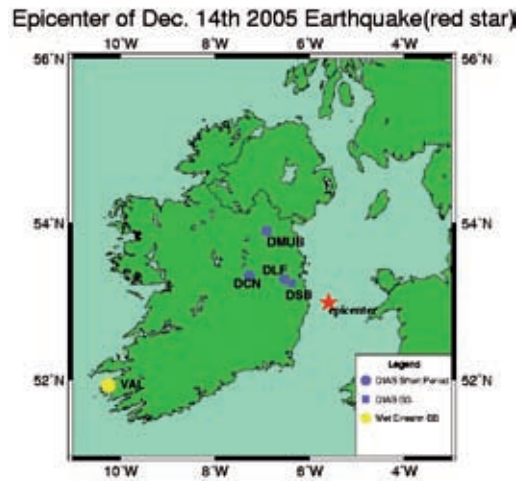 Epicenter of Dec. 14th 2005 Earthquake(red star)
10°W 8°W 6°W 4°W
56°N 56°N
54°N 54°N
DMUB
DCN DLF
DSB
epicenter
52°N VAL 52°N
Legend
DIAS Short Period
DIAS BB
Met Eireann BB
10°W 8°W 6°W 4°W